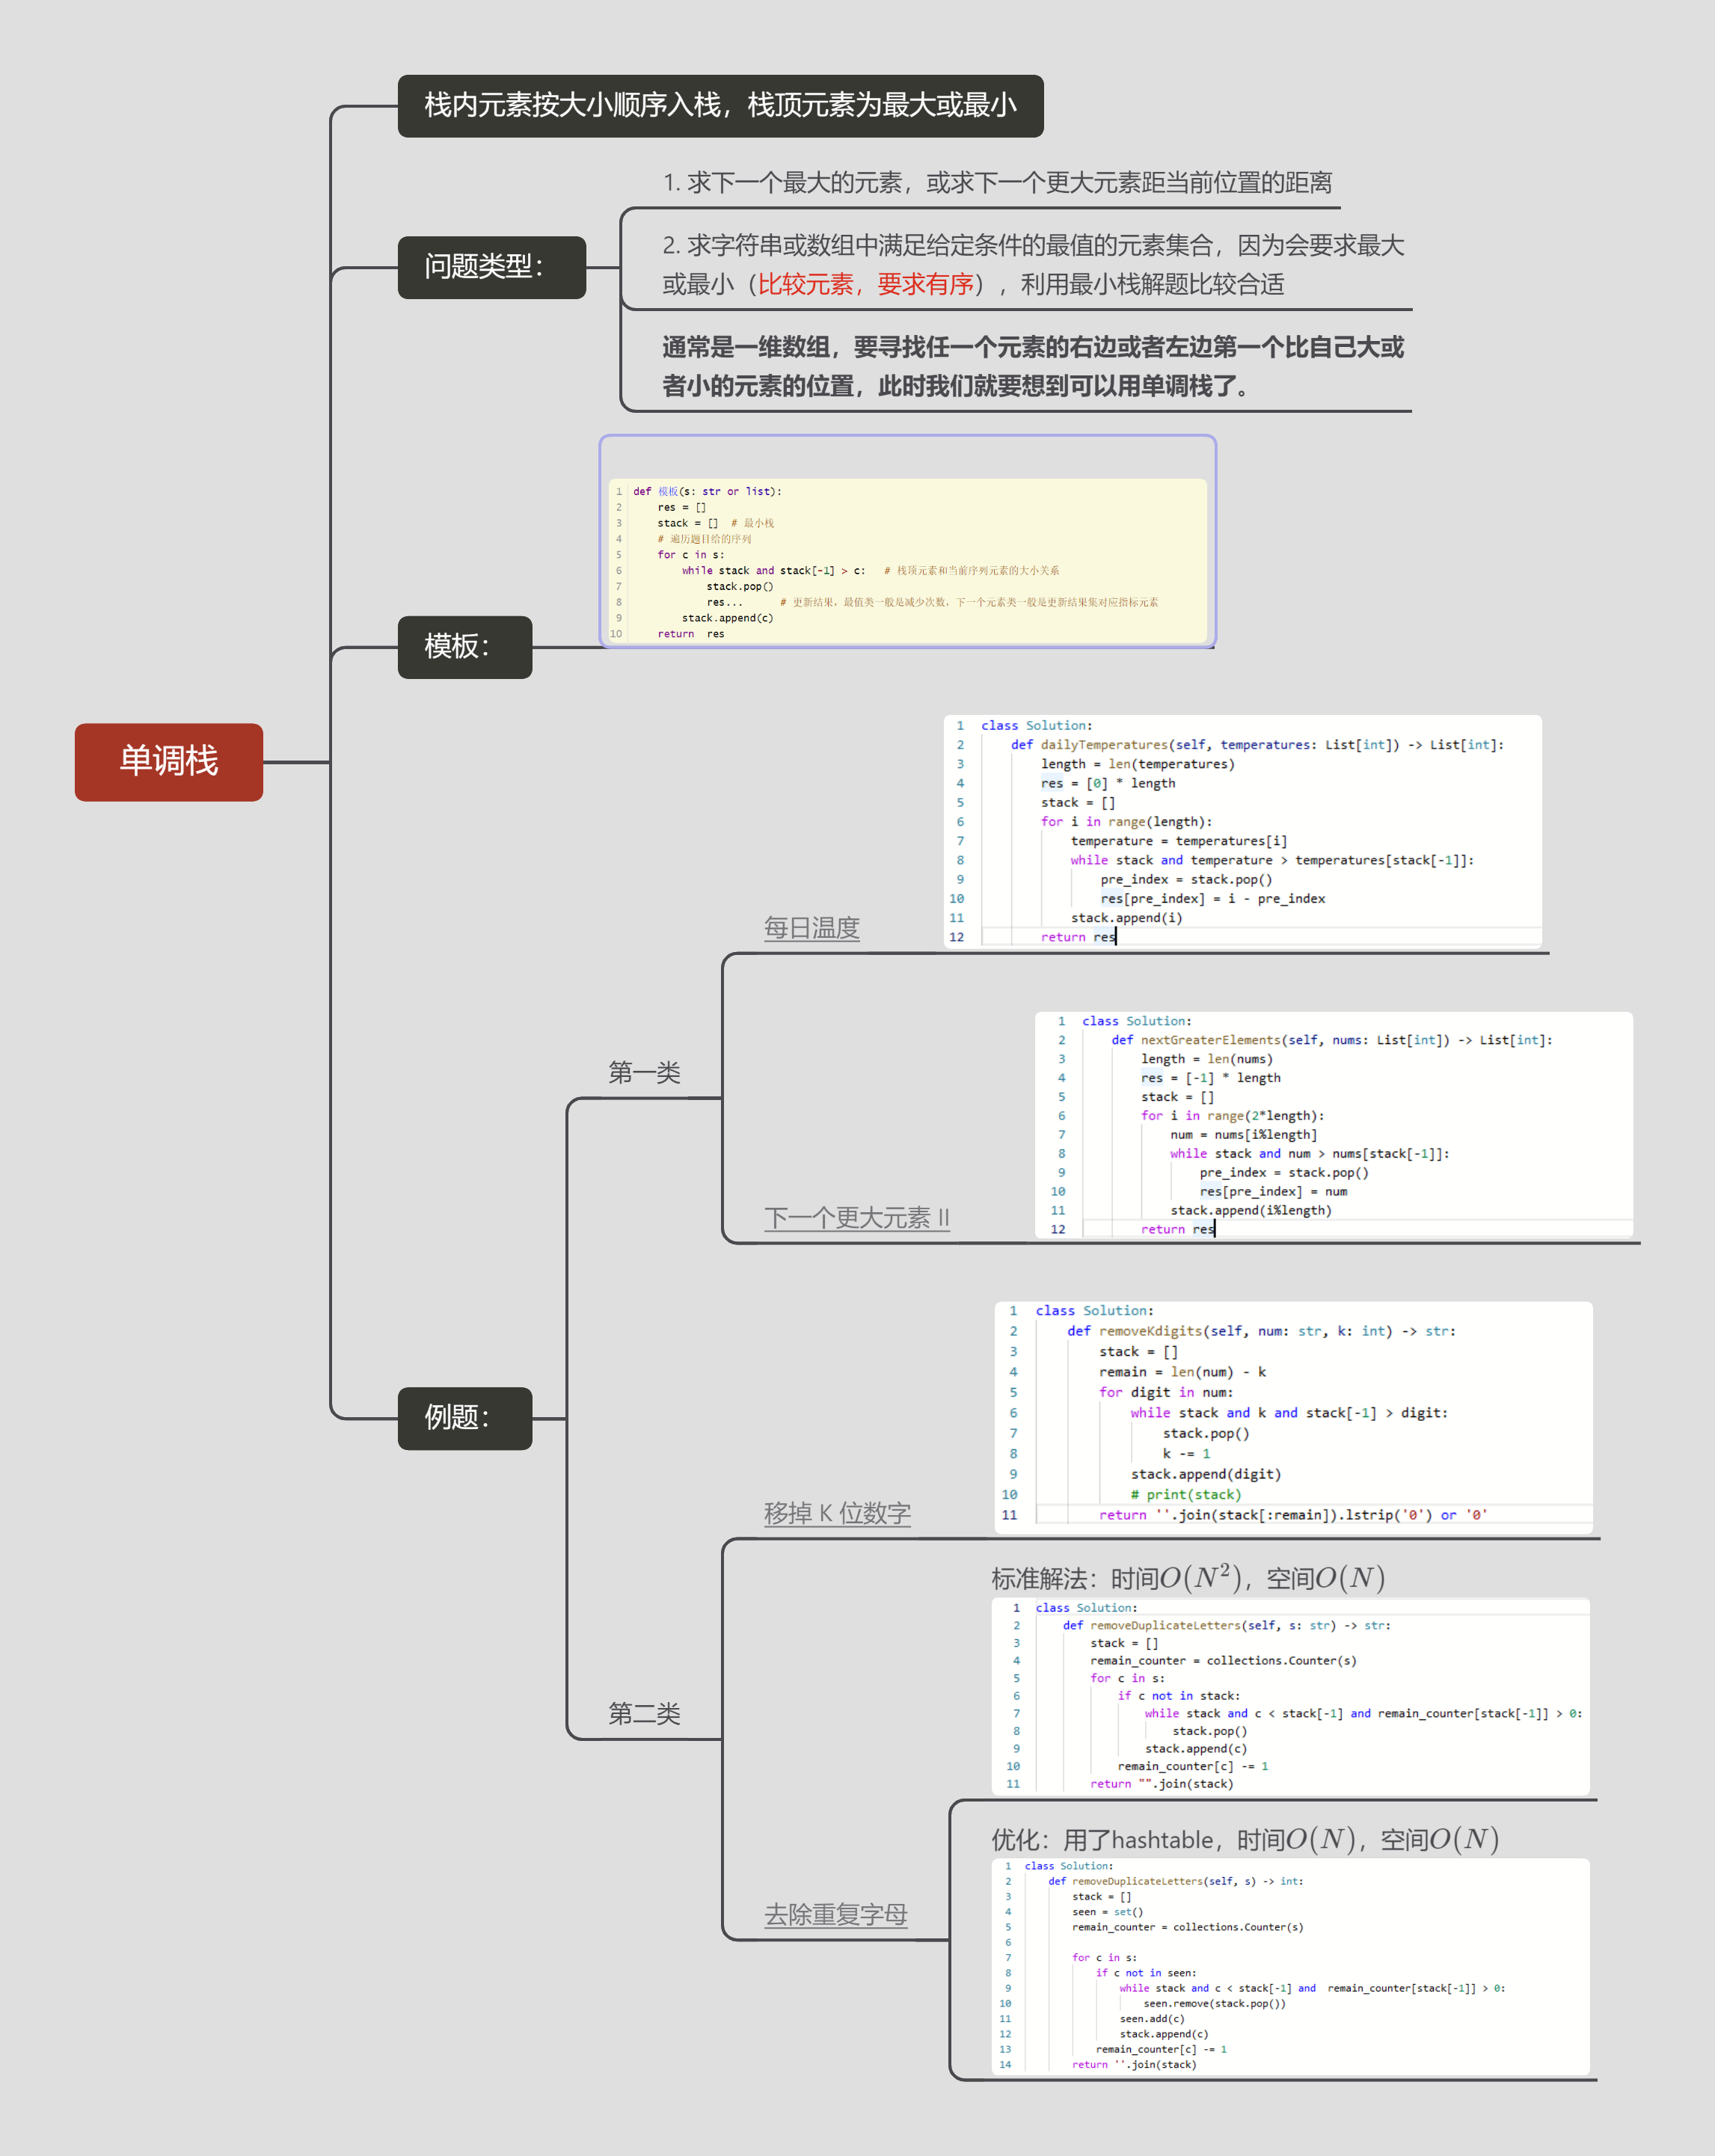 单调栈
栈内元素按大小顺序入栈，栈顶元素为最大或最小
问题类型：
1. 求下一个最大的元素，或求下一个更大元素距当前位置的距离
2. 求字符串或数组中满足给定条件的最值的元素集合，因为会要求最大
或最小（比较元素，要求有序），利用最小栈解题比较合适
通常是一维数组，要寻找任一个元素的右边或者左边第一个比自己大或
者小的元素的位置，此时我们就要想到可以用单调栈了。
模板：
1 def 模板(s: str or list):
2     res = []
3     stack = []  # 最小栈
4     # 遍历题目给的序列
5     for c in s:
6         while stack and stack[-1] > c:   # 栈顶元素和当前序列元素的大小关系
7             stack.pop()
8             res...      # 更新结果，最值类一般是减少次数，下一个元素类一般是更新结果集对应指标元素
9         stack.append(c)
10     return  res
例题：
第一类
每日温度
1 class Solution:
2     def dailyTemperatures(self, temperatures: List[int]) -> List[int]:
3         length = len(temperatures)
4         res = [0] * length
5         stack = []
6         for i in range(length):
7             temperature = temperatures[i]
8             while stack and temperature > temperatures[stack[-1]]:
9                 pre_index = stack.pop()
10                 res[pre_index] = i - pre_index
11             stack.append(i)
12         return res
下一个更大元素 II
1 class Solution:
2     def nextGreaterElements(self, nums: List[int]) -> List[int]:
3         length = len(nums)
4         res = [-1] * length
5         stack = []
6         for i in range(2*length):
7             num = nums[i%length]
8             while stack and num > nums[stack[-1]]:
9                 pre_index = stack.pop()
10                 res[pre_index] = num
11             stack.append(i%length)
12         return res
第二类
移掉 K 位数字
1 class Solution:
2     def removeKdigits(self, num: str, k: int) -> str:
3         stack = []
4         remain = len(num) - k
5         for digit in num:
6             while stack and k and stack[-1] > digit:
7                 stack.pop()
8                 k -= 1
9             stack.append(digit)
10             # print(stack)
11         return ''.join(stack[:remain]).lstrip('0') or '0'
去除重复字母
标准解法：时间O(N²)，空间O(N)
1 class Solution:
2     def removeDuplicateLetters(self, s: str) -> str:
3         stack = []
4         remain_counter = collections.Counter(s)
5         for c in s:
6             if c not in stack:
7                 while stack and c < stack[-1] and remain_counter[stack[-1]] > 0:
8                     stack.pop()
9                 stack.append(c)
10             remain_counter[c] -= 1
11         return "".join(stack)
优化：用了hashtable，时间O(N)，空间O(N)
1 class Solution:
2     def removeDuplicateLetters(self, s) -> int:
3         stack = []
4         seen = set()
5         remain_counter = collections.Counter(s)
6
7         for c in s:
8             if c not in seen:
9                 while stack and c < stack[-1] and  remain_counter[stack[-1]] > 0:
10                     seen.remove(stack.pop())
11                 seen.add(c)
12                 stack.append(c)
13             remain_counter[c] -= 1
14         return ''.join(stack)